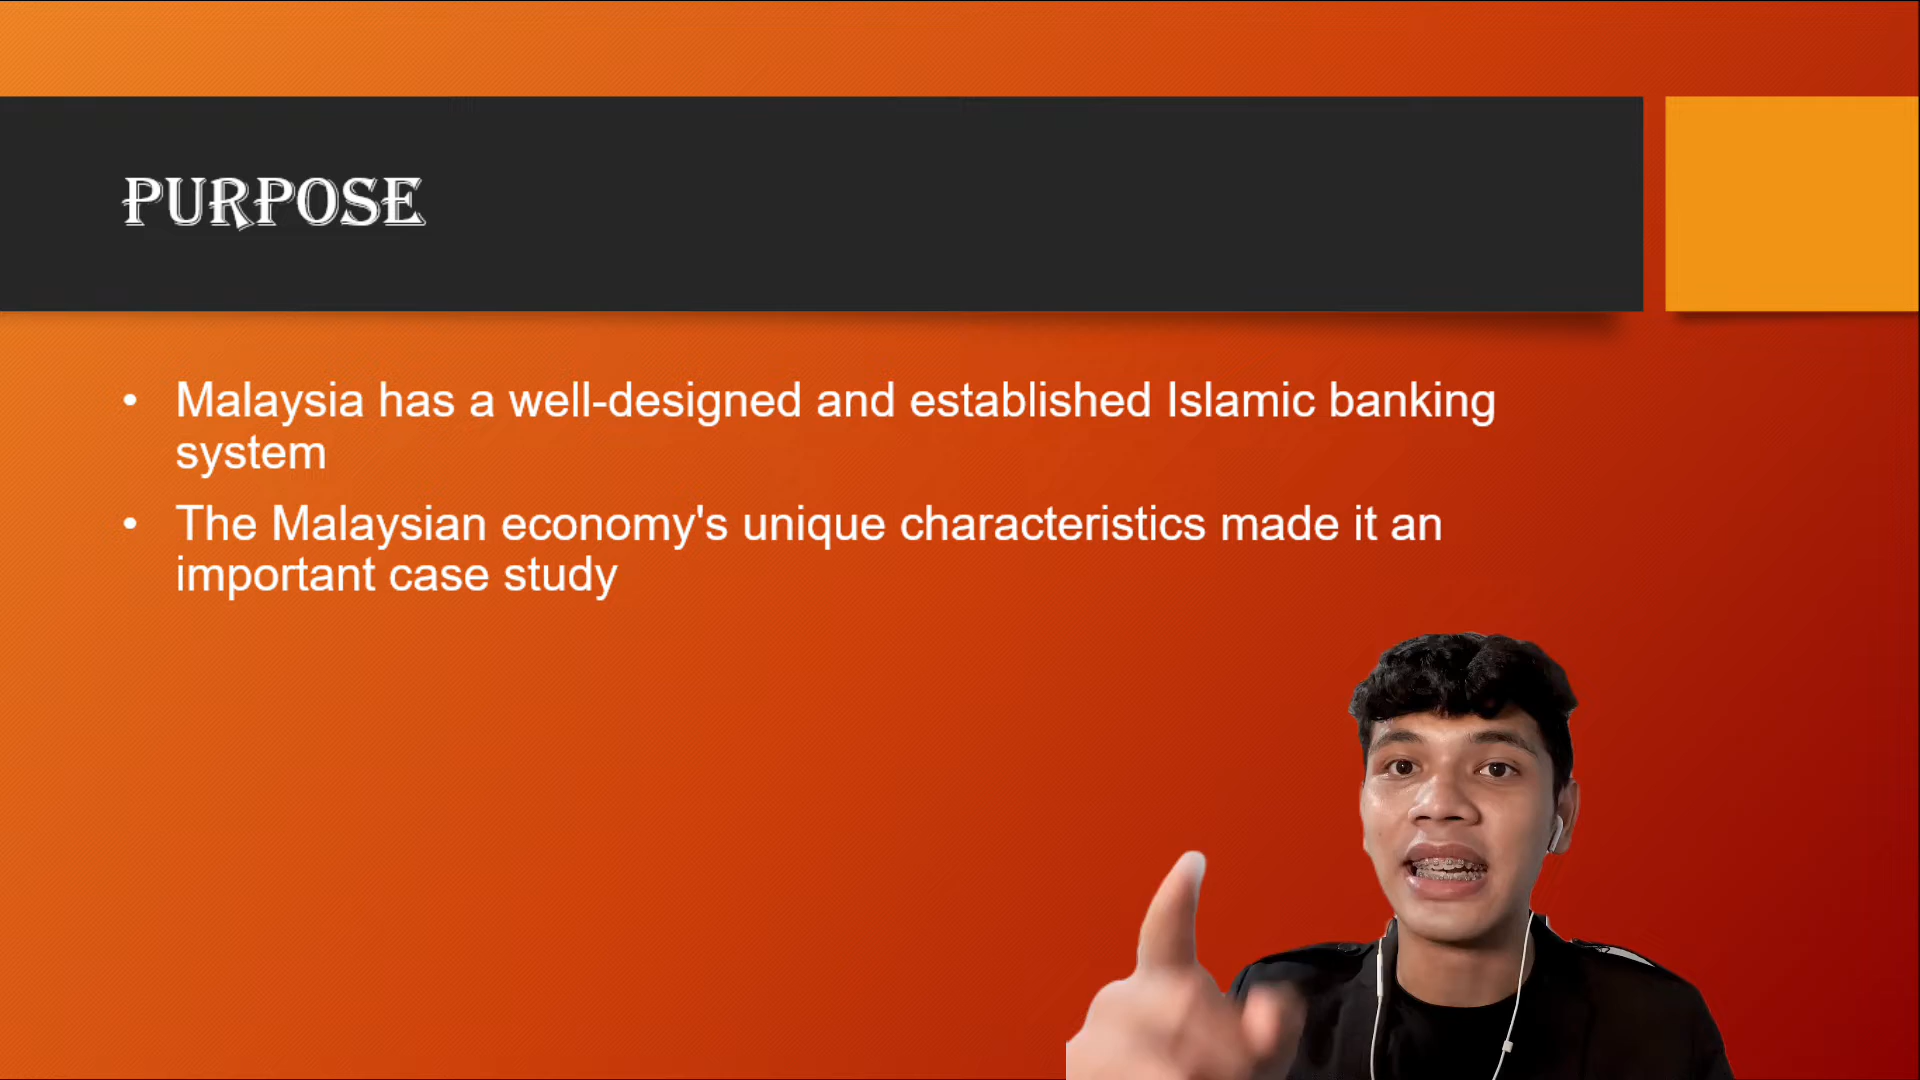 PURPOSE
• Malaysia has a well-designed and established Islamic banking
system
• The Malaysian economy's unique characteristics made it an
important case study